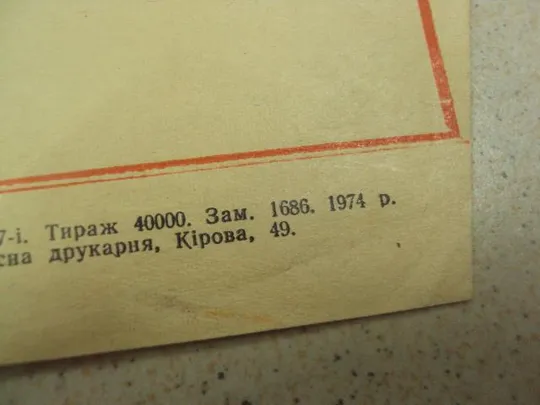 7-і. Тираж 40000. Зам. 1686. 1974 р.
сна друкарня, Кірова, 49.